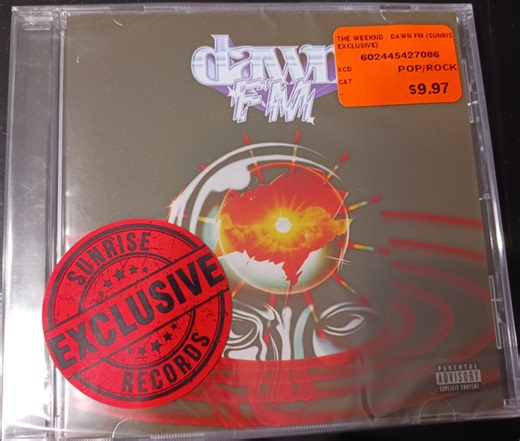 dawn
FM
THE WEEKND DAWN FM (SUNRIS
EXCLUSIVE)
602445427086
XCD POP/ROCK
CAT
$9.97
SUNRISE
EXCLUSIVE
RECORDS
PARENTAL
ADVISORY
EXPLICIT CONTENT